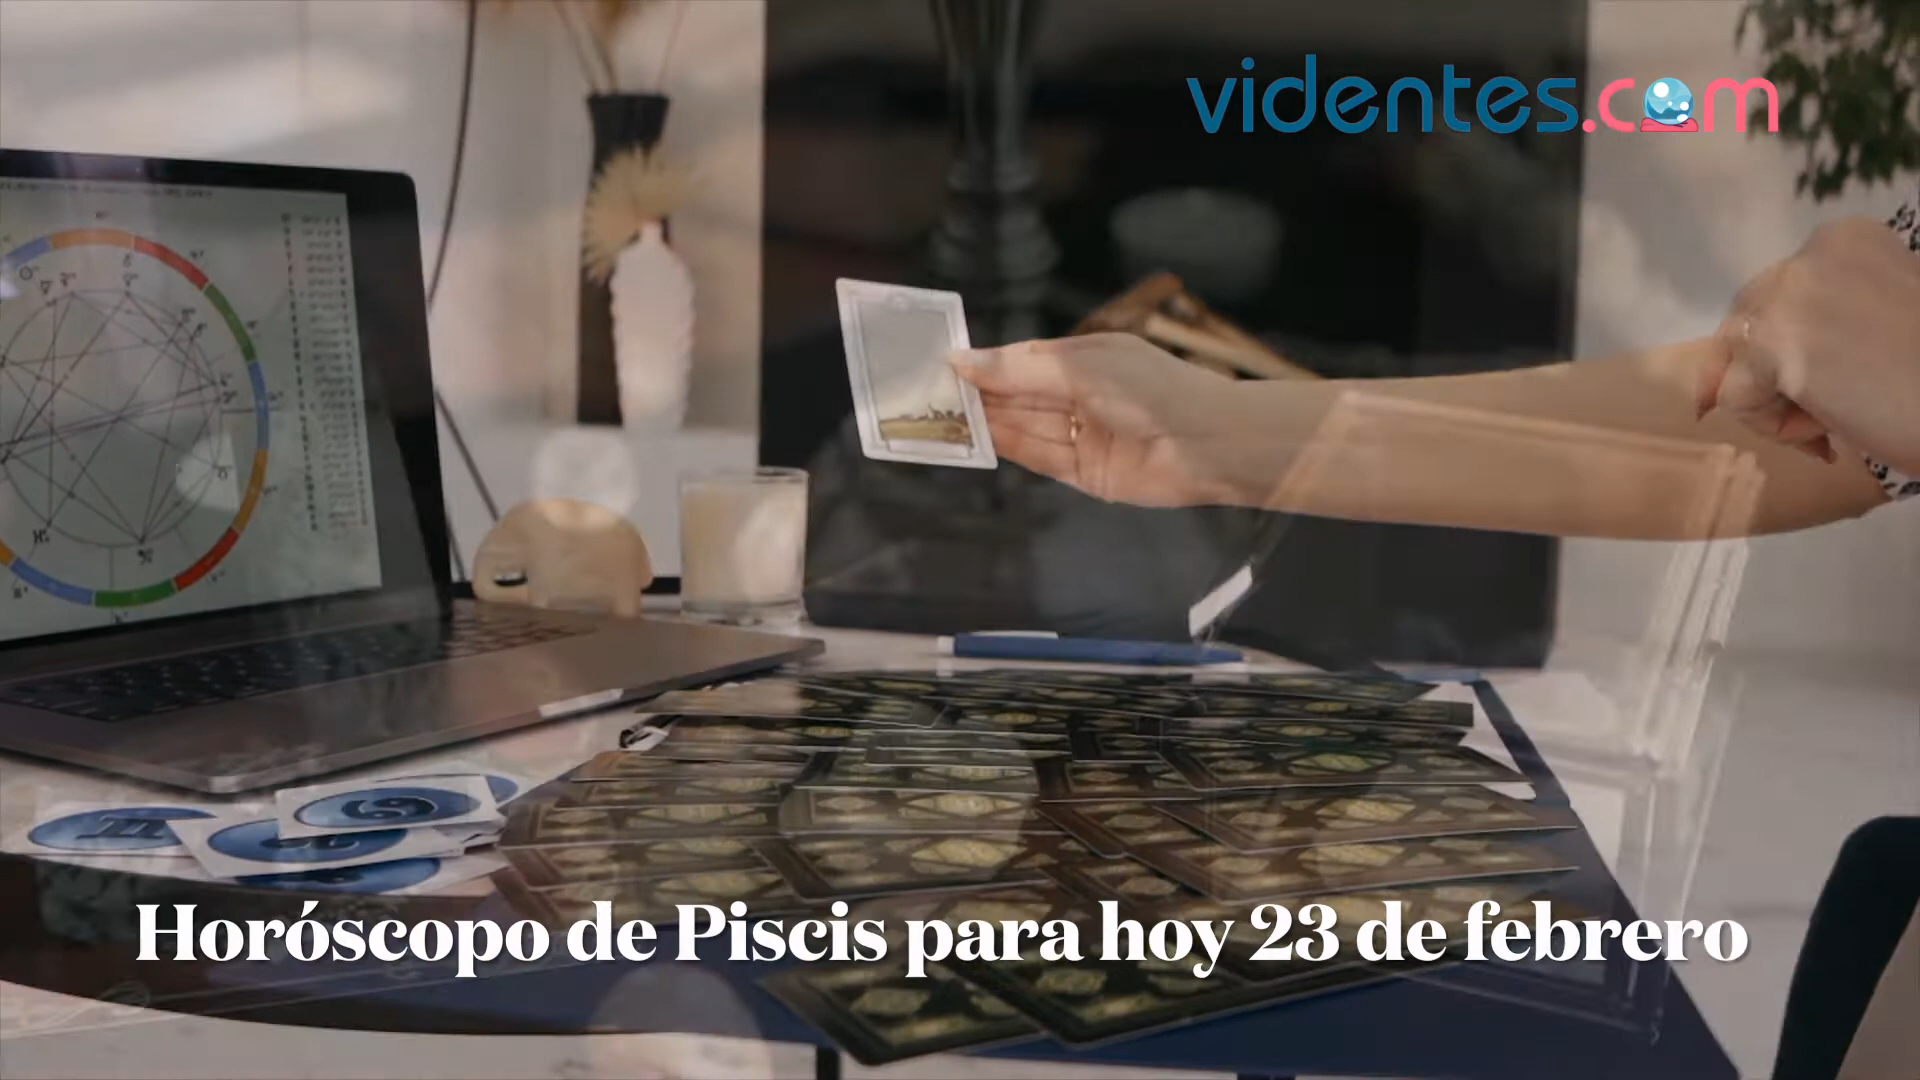 videntes.com
Horóscopo de Piscis para hoy 23 de febrero